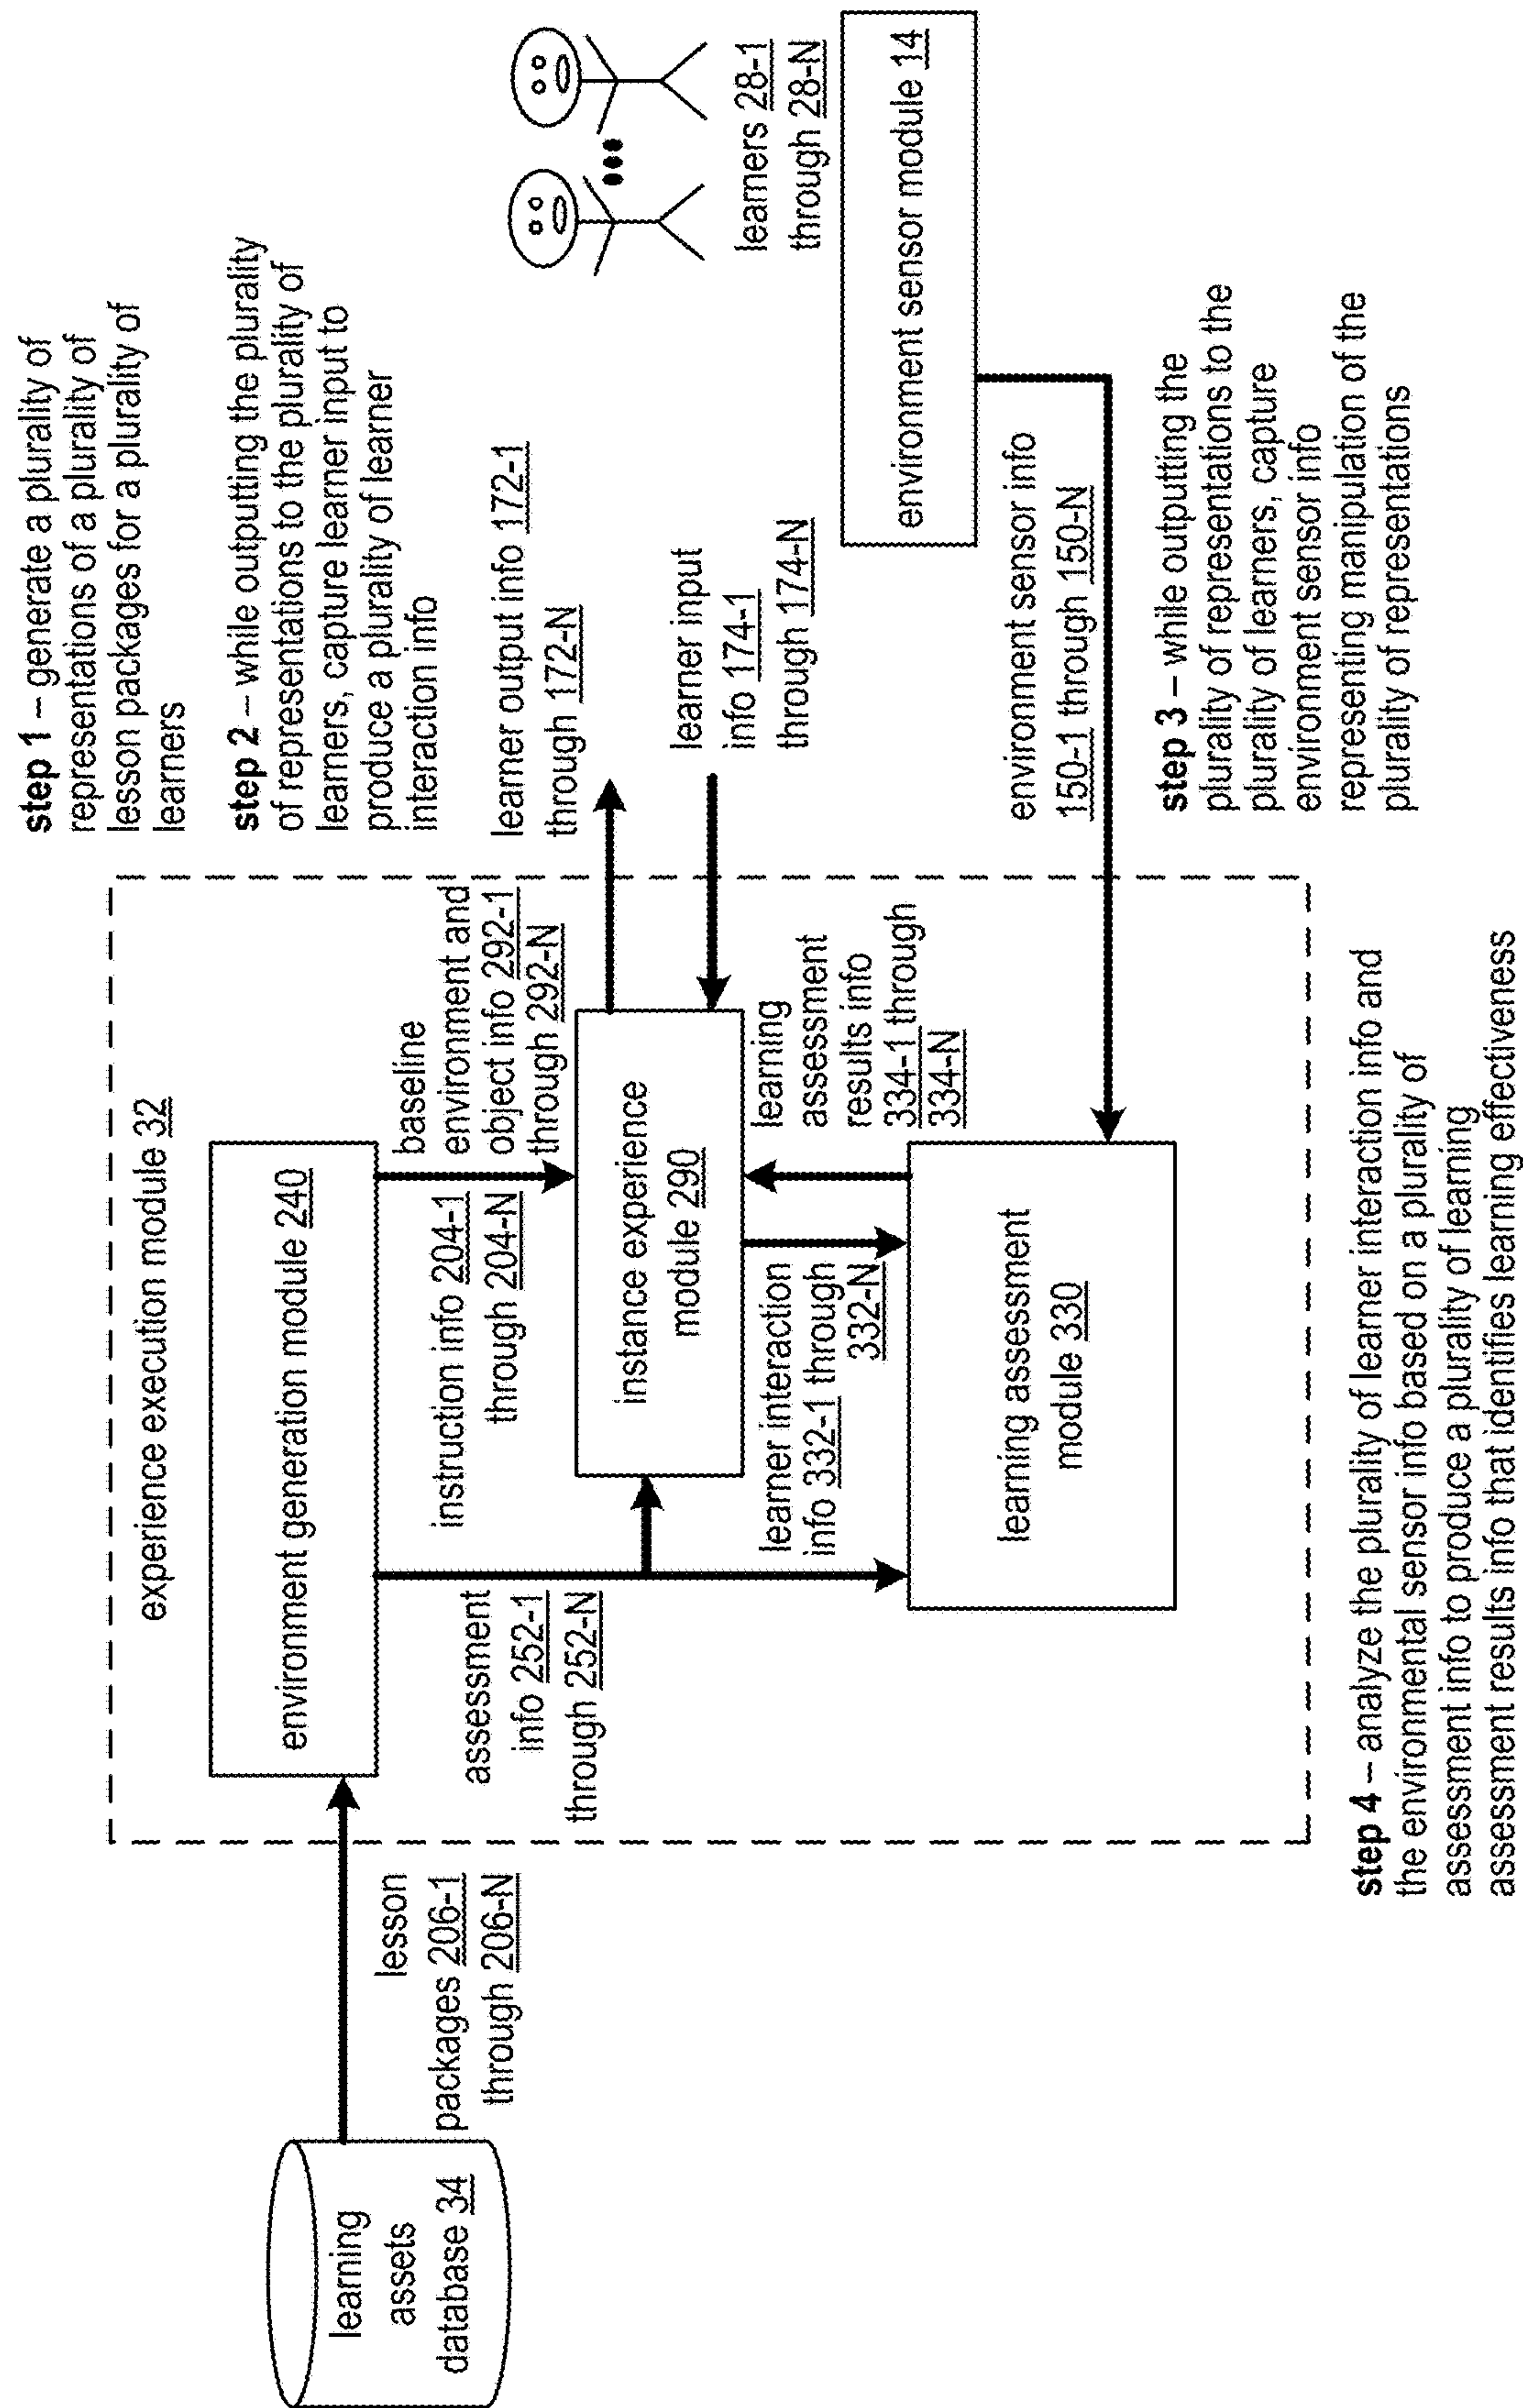 step 1 – generate a plurality of
representations of a plurality of
lesson packages for a plurality of
learners
step 2 – while outputting the plurality
of representations to the plurality of
learners, capture learner input to
produce a plurality of learner
interaction info
experience execution module 32
learning
assets
database 34
lesson
packages 206-1
through 206-N
environment generation module 240
assessment
info 252-1
through 252-N
instruction info 204-1
through 204-N
baseline
environment and
object info 292-1
through 292-N
instance experience
module 290
learner output info 172-1
through 172-N
learner input
info 174-1
through 174-N
learners 28-1
through 28-N
learner interaction
info 332-1 through
332-N
learning
assessment
results info
334-1 through
334-N
learning assessment
module 330
environment sensor module 14
environment sensor info
150-1 through 150-N
step 3 – while outputting the
plurality of representations to the
plurality of learners, capture
environment sensor info
representing manipulation of the
plurality of representations
step 4 – analyze the plurality of learner interaction info and
the environmental sensor info based on a plurality of
assessment info to produce a plurality of learning
assessment results info that identifies learning effectiveness